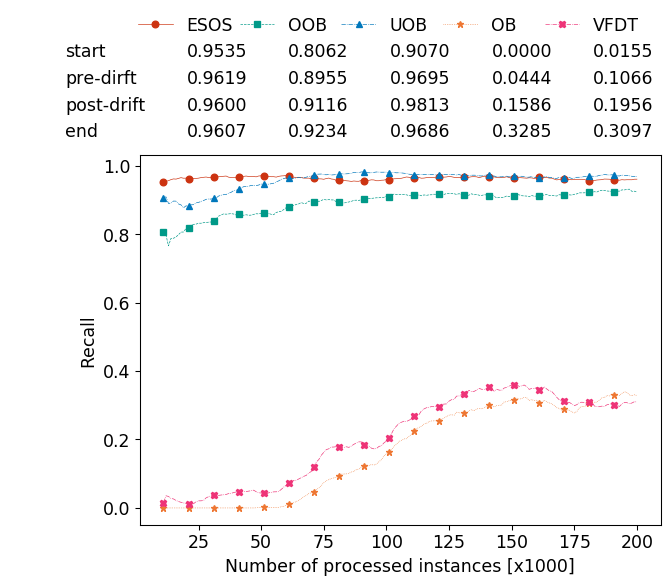 ESOS OOB UOB OB VFDT
start 0.9535 0.8062 0.9070 0.0000 0.0155
pre-dirft 0.9619 0.8955 0.9695 0.0444 0.1066
post-drift 0.9600 0.9116 0.9813 0.1586 0.1956
end 0.9607 0.9234 0.9686 0.3285 0.3097
1.0
0.8
0.6
0.4
0.2
0.0
Recall
25 50 75 100 125 150 175 200
Number of processed instances [x1000]